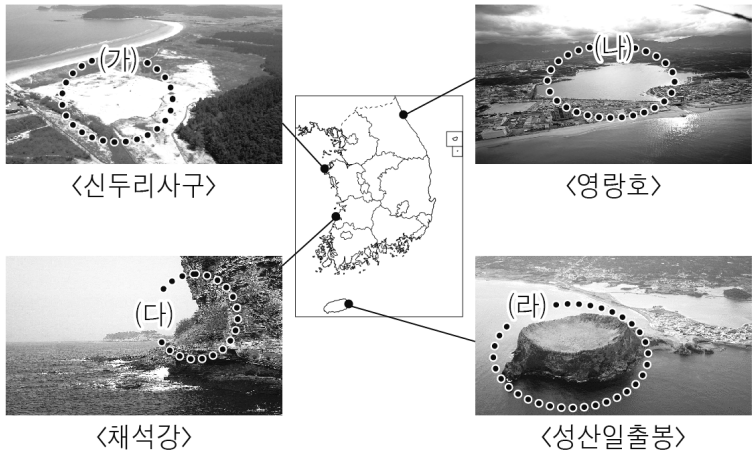 (가)
(나)
<신두리사구>
<영랑호>
(다)
(라)
<채석강>
<성산일출봉>